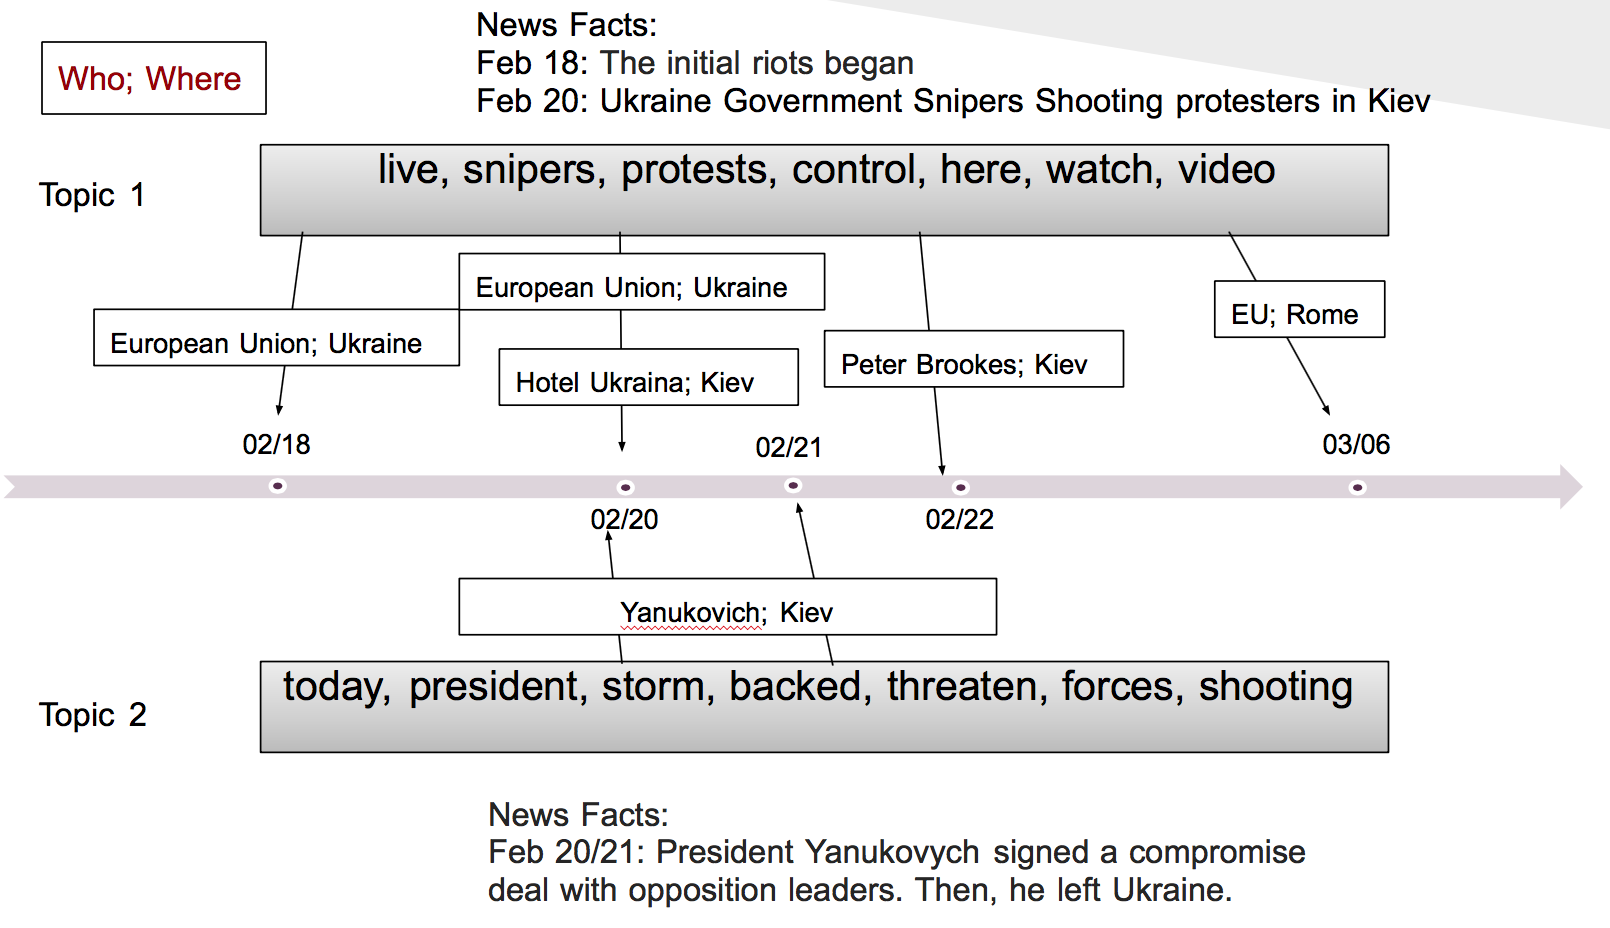 News Facts:
Who; Where
Feb 18: The initial riots began
Feb 20: Ukraine Government Snipers Shooting protesters in Kiev
live, snipers, protests, control, here, watch, video
Topic 1
European Union; Ukraine
European Union; Ukraine
EU; Rome
Peter Brookes; Kiev
Hotel Ukraina; Kiev
02/18
02/21
03/06
02/20
02/22
Yanukovich; Kiev
today, president, storm, backed, threaten, forces, shooting
Topic 2
News Facts:
Feb 20/21: President Yanukovych signed a compromise
deal with opposition leaders. Then, he left Ukraine.